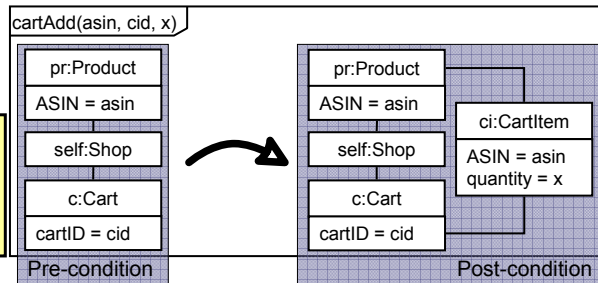 cartAdd(asin, cid, x)
pr:Product
ASIN = asin
self:Shop
c:Cart
cartID = cid
Pre-condition
pr:Product
ASIN = asin
self:Shop
c:Cart
cartID = cid
ci:CartItem
ASIN = asin
quantity = x
Post-condition